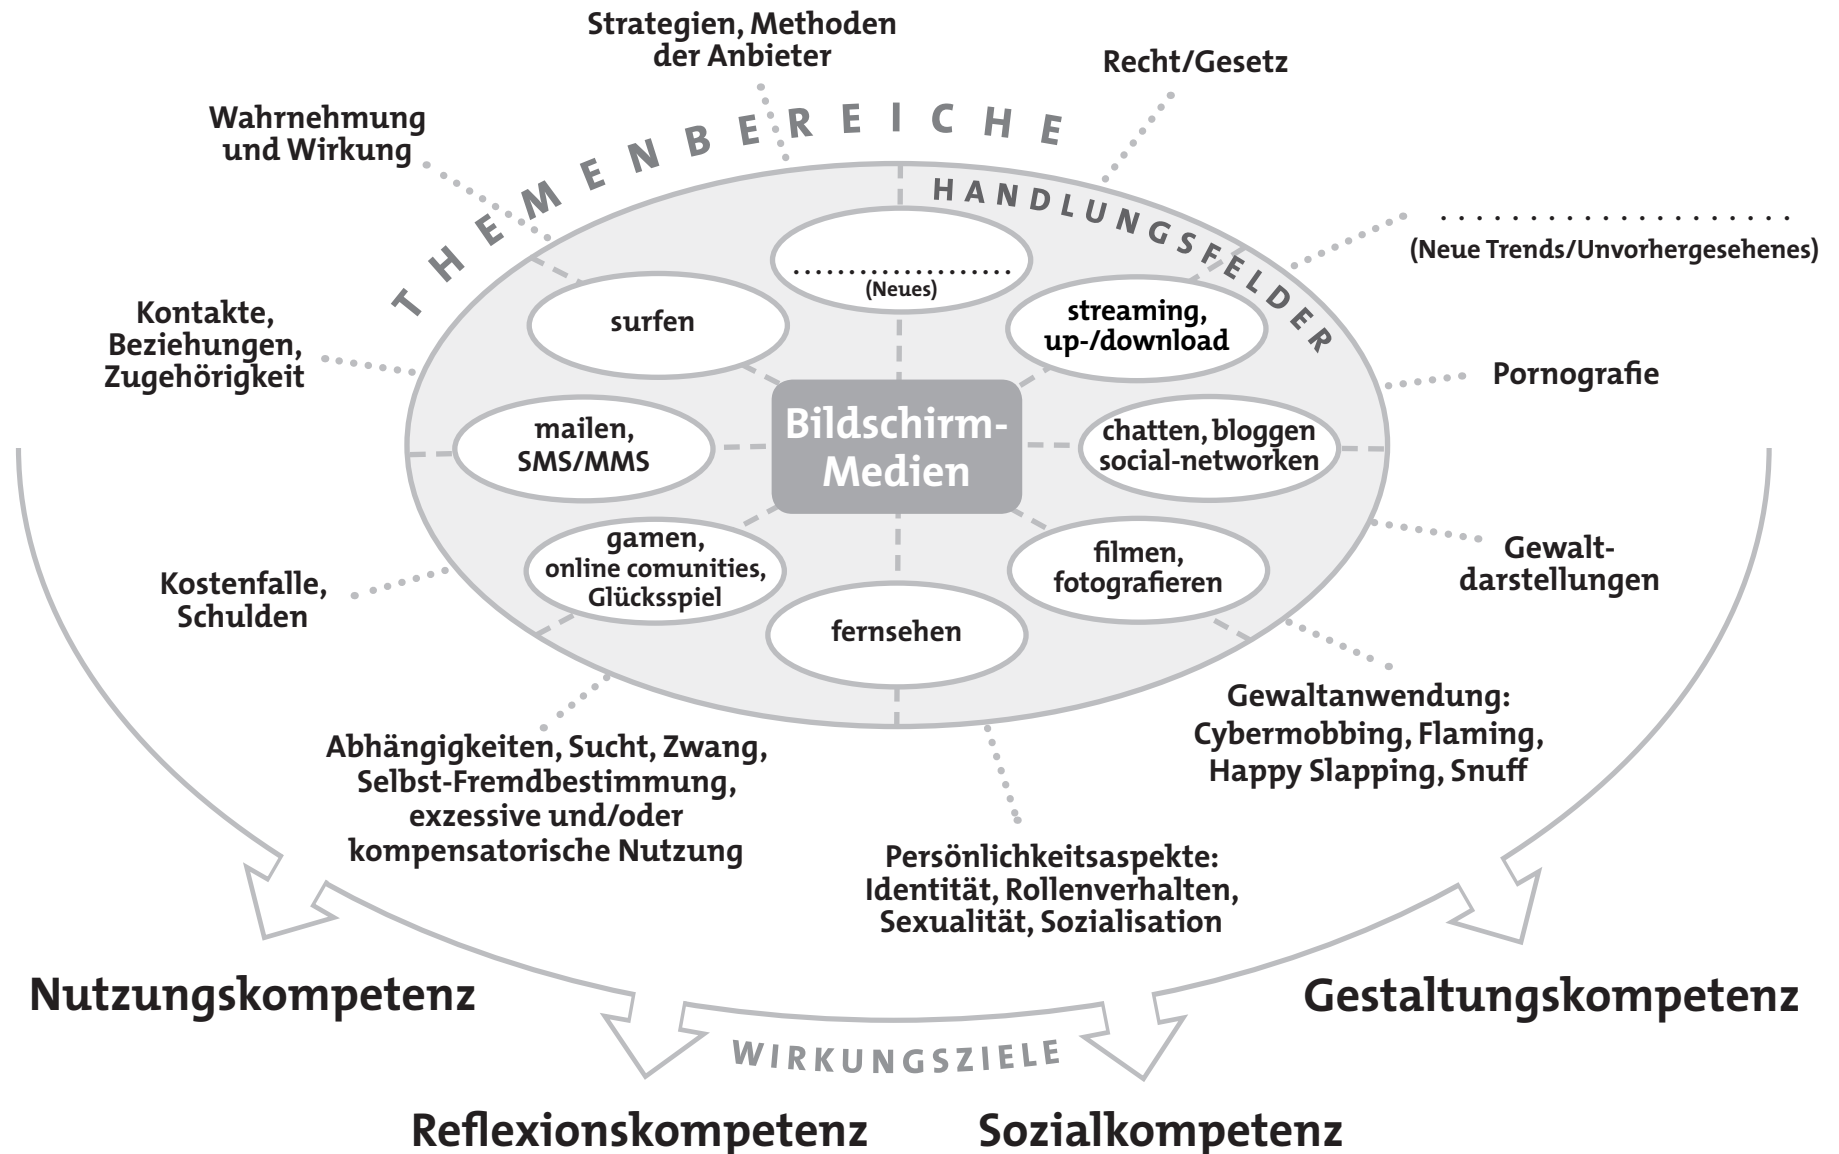 Strategien, Methoden
der Anbieter
Recht/Gesetz
Wahrnehmung
und Wirkung
THEMENBEREICHE
HANDLUNGSFELDER
....................
(Neue Trends/Unvorhergesehenes)
....................
(Neues)
surfen
streaming,
up-/download
Kontakte,
Beziehungen,
Zugehörigkeit
Pornografie
Bildschirm-
Medien
mailen,
SMS/MMS
chatten, bloggen
social-networken
gamen,
online comunities,
Glücksspiel
filmen,
fotografieren
Gewalt-
darstellungen
Kostenfalle,
Schulden
fernsehen
Gewaltanwendung:
Cybermobbing, Flaming,
Happy Slapping, Snuff
Abhängigkeiten, Sucht, Zwang,
Selbst-Fremdbestimmung,
exzessive und/oder
kompensatorische Nutzung
Persönlichkeitsaspekte:
Identität, Rollenverhalten,
Sexualität, Sozialisation
Nutzungskompetenz
Gestaltungskompetenz
WIRKUNGSZIELE
Reflexionskompetenz
Sozialkompetenz